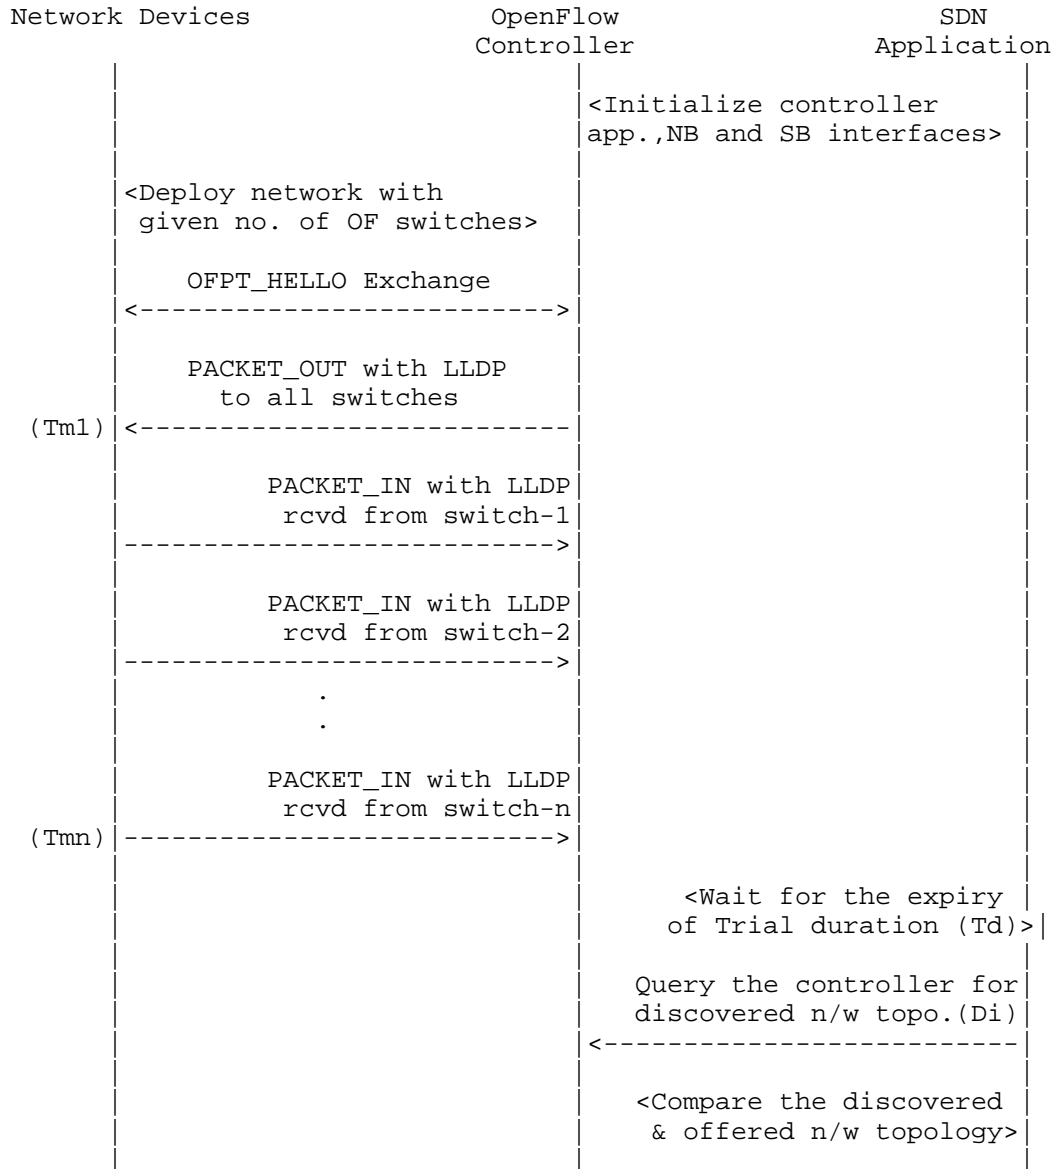 Network Devices OpenFlow SDN
Controller Application
<Initialize controller
app.,NB and SB interfaces>
<Deploy network with
given no. of OF switches>
OFPT_HELLO Exchange
<-------------------------->
PACKET_OUT with LLDP
to all switches
(Tm1) <---------------------------
PACKET_IN with LLDP
rcvd from switch-1
--------------------------->
PACKET_IN with LLDP
rcvd from switch-2
--------------------------->
.
.
PACKET_IN with LLDP
rcvd from switch-n
(Tmn) --------------------------->
<Wait for the expiry
of Trial duration (Td)>
Query the controller for
discovered n/w topo.(Di)
<--------------------------
<Compare the discovered
& offered n/w topology>